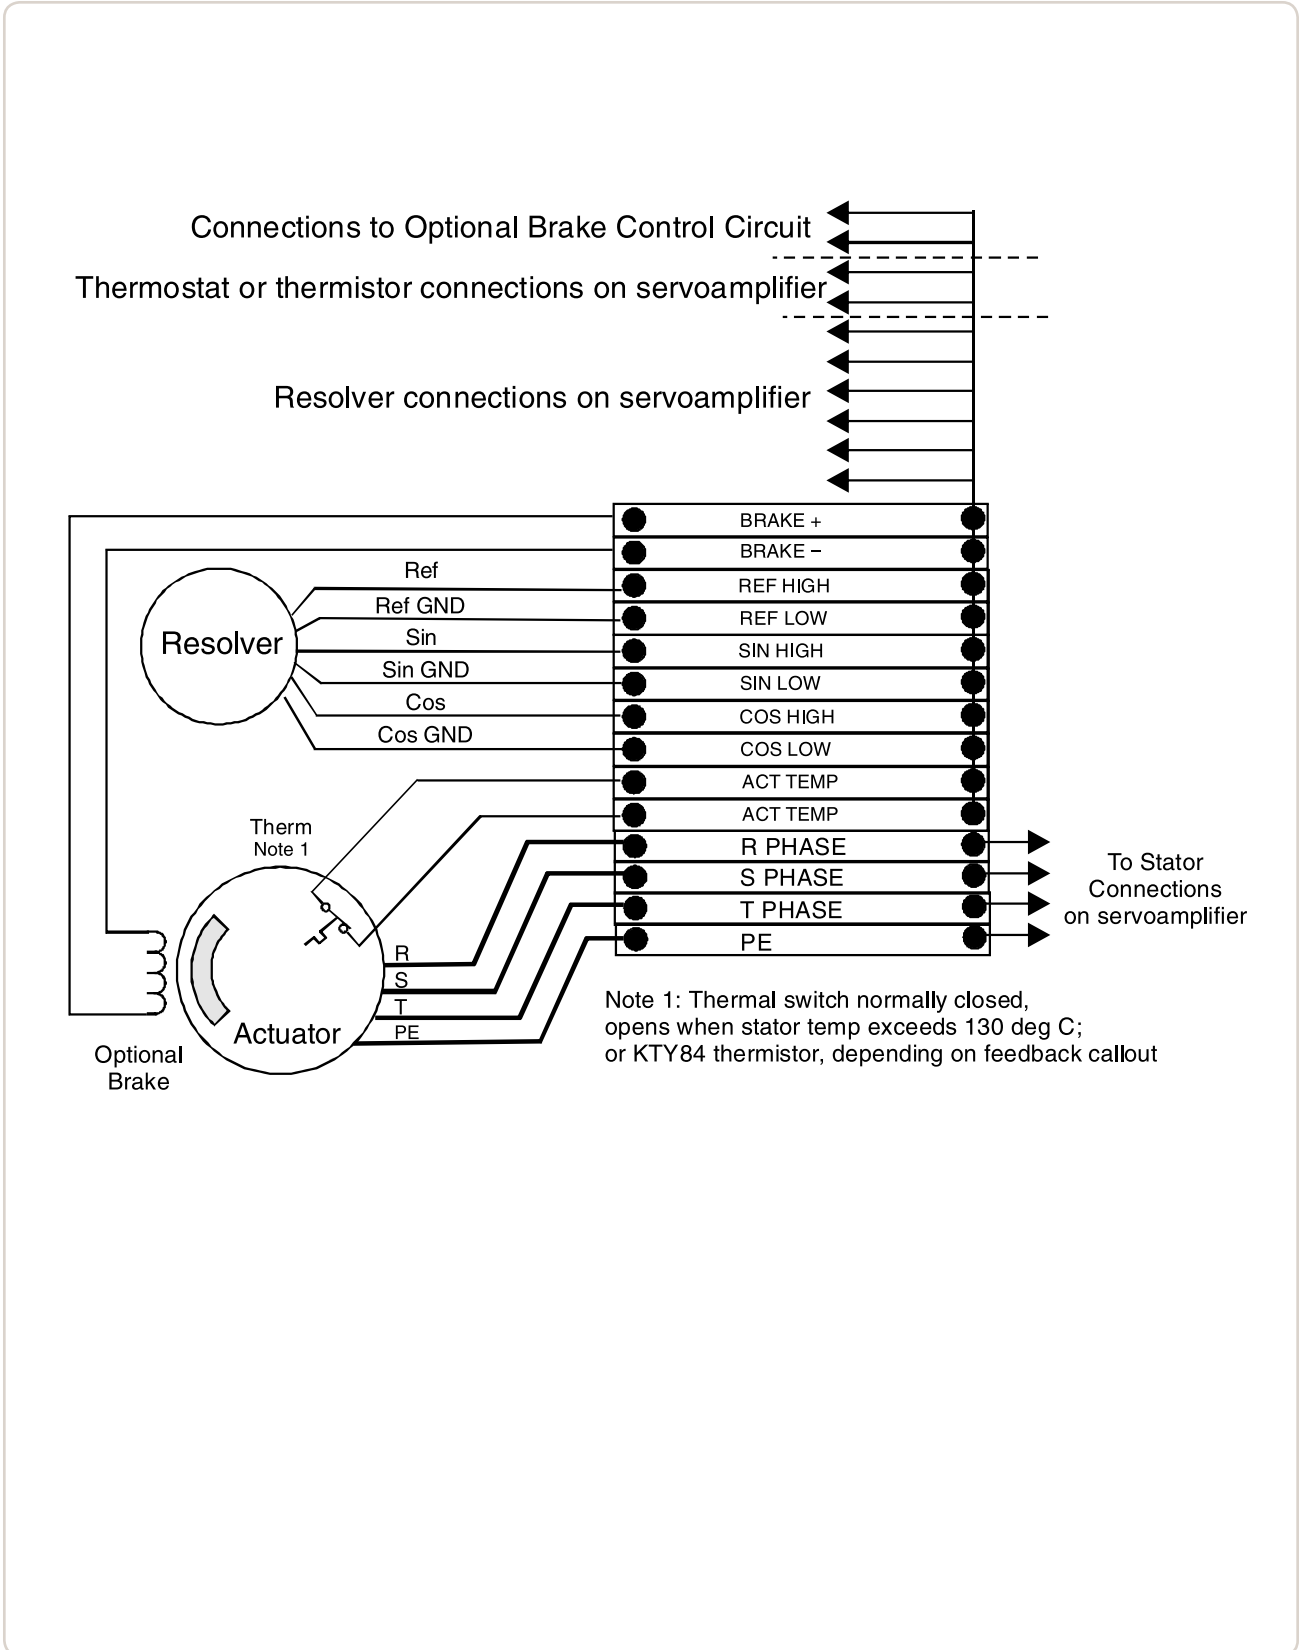 Connections to Optional Brake Control Circuit
Thermostat or thermistor connections on servoamplifier
Resolver connections on servoamplifier
BRAKE +
BRAKE –
REF HIGH
REF LOW
SIN HIGH
SIN LOW
COS HIGH
COS LOW
ACT TEMP
ACT TEMP
R PHASE
S PHASE
T PHASE
PE
Ref
Ref GND
Sin
Sin GND
Cos
Cos GND
Resolver
Therm
Note 1
R
S
T
PE
Actuator
Optional
Brake
To Stator
Connections
on servoamplifier
Note 1: Thermal switch normally closed,
opens when stator temp exceeds 130 deg C;
or KTY84 thermistor, depending on feedback callout